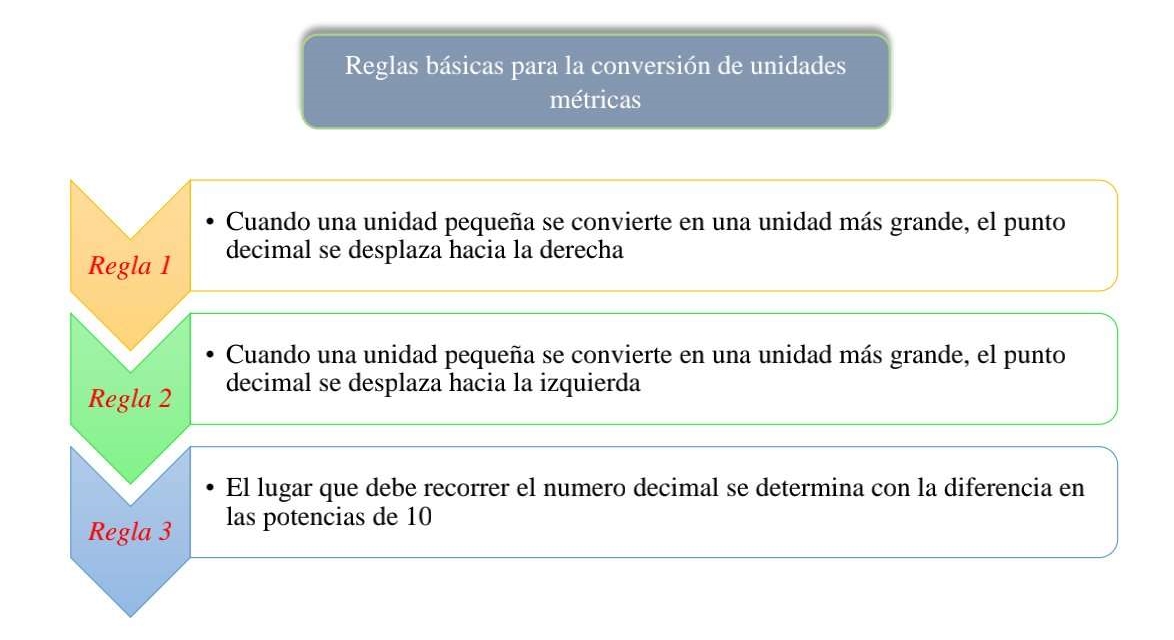 Reglas básicas para la conversión de unidades
métricas
Regla 1
• Cuando una unidad pequeña se convierte en una unidad más grande, el punto
decimal se desplaza hacia la derecha
Regla 2
• Cuando una unidad pequeña se convierte en una unidad más grande, el punto
decimal se desplaza hacia la izquierda
Regla 3
• El lugar que debe recorrer el numero decimal se determina con la diferencia en
las potencias de 10